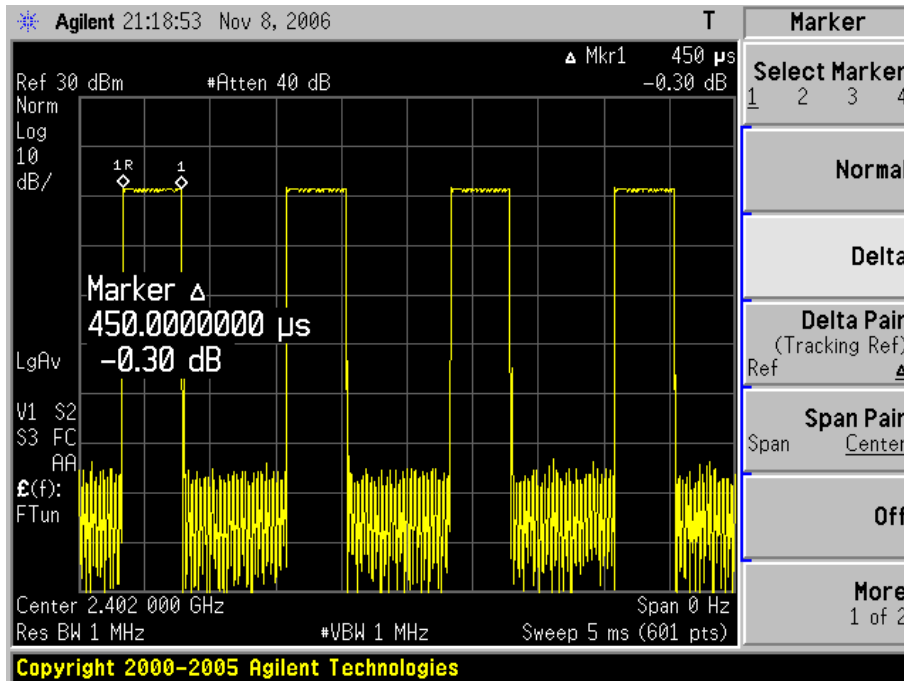 Agilent 21:18:53 Nov 8, 2006 T
Δ Mkr1 450 µs
Ref 30 dBm #Atten 40 dB -0.30 dB
Norm
Log
10
dB/
1R 1
Marker Δ
450.0000000 µs
-0.30 dB
LgAv
V1 S2
S3 FC
AA
£(f):
FTun
Center 2.402 000 GHz Span 0 Hz
Res BW 1 MHz #VBW 1 MHz Sweep 5 ms (601 pts)
Copyright 2000-2005 Agilent Technologies
Marker
Select Marker
1 2 3 4
Normal
Delta
Delta Pair
(Tracking Ref)
Ref Δ
Span Pair
Span Center
Off
More
1 of 2